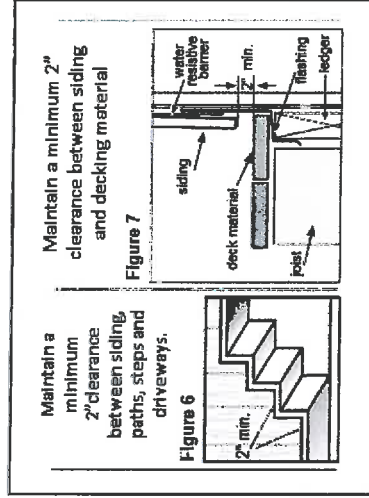 Maintain a
minimum
2"clearance
between siding,
paths, steps and
driveways.
Figure 6
2" min.
Maintain a minimum 2"
clearance between siding
and decking material
Figure 7
water
resistive
barrier
2" min.
siding
deck material
flashing
ledger
joist